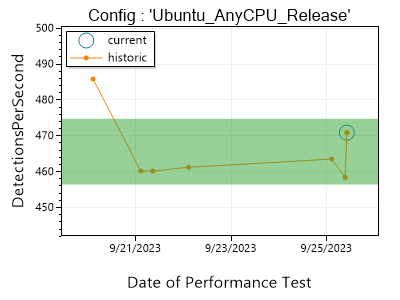 Config : 'Ubuntu_AnyCPU_Release'
current
historic
500
490
480
470
460
450
DetectionsPerSecond
9/21/2023
9/23/2023
9/25/2023
Date of Performance Test